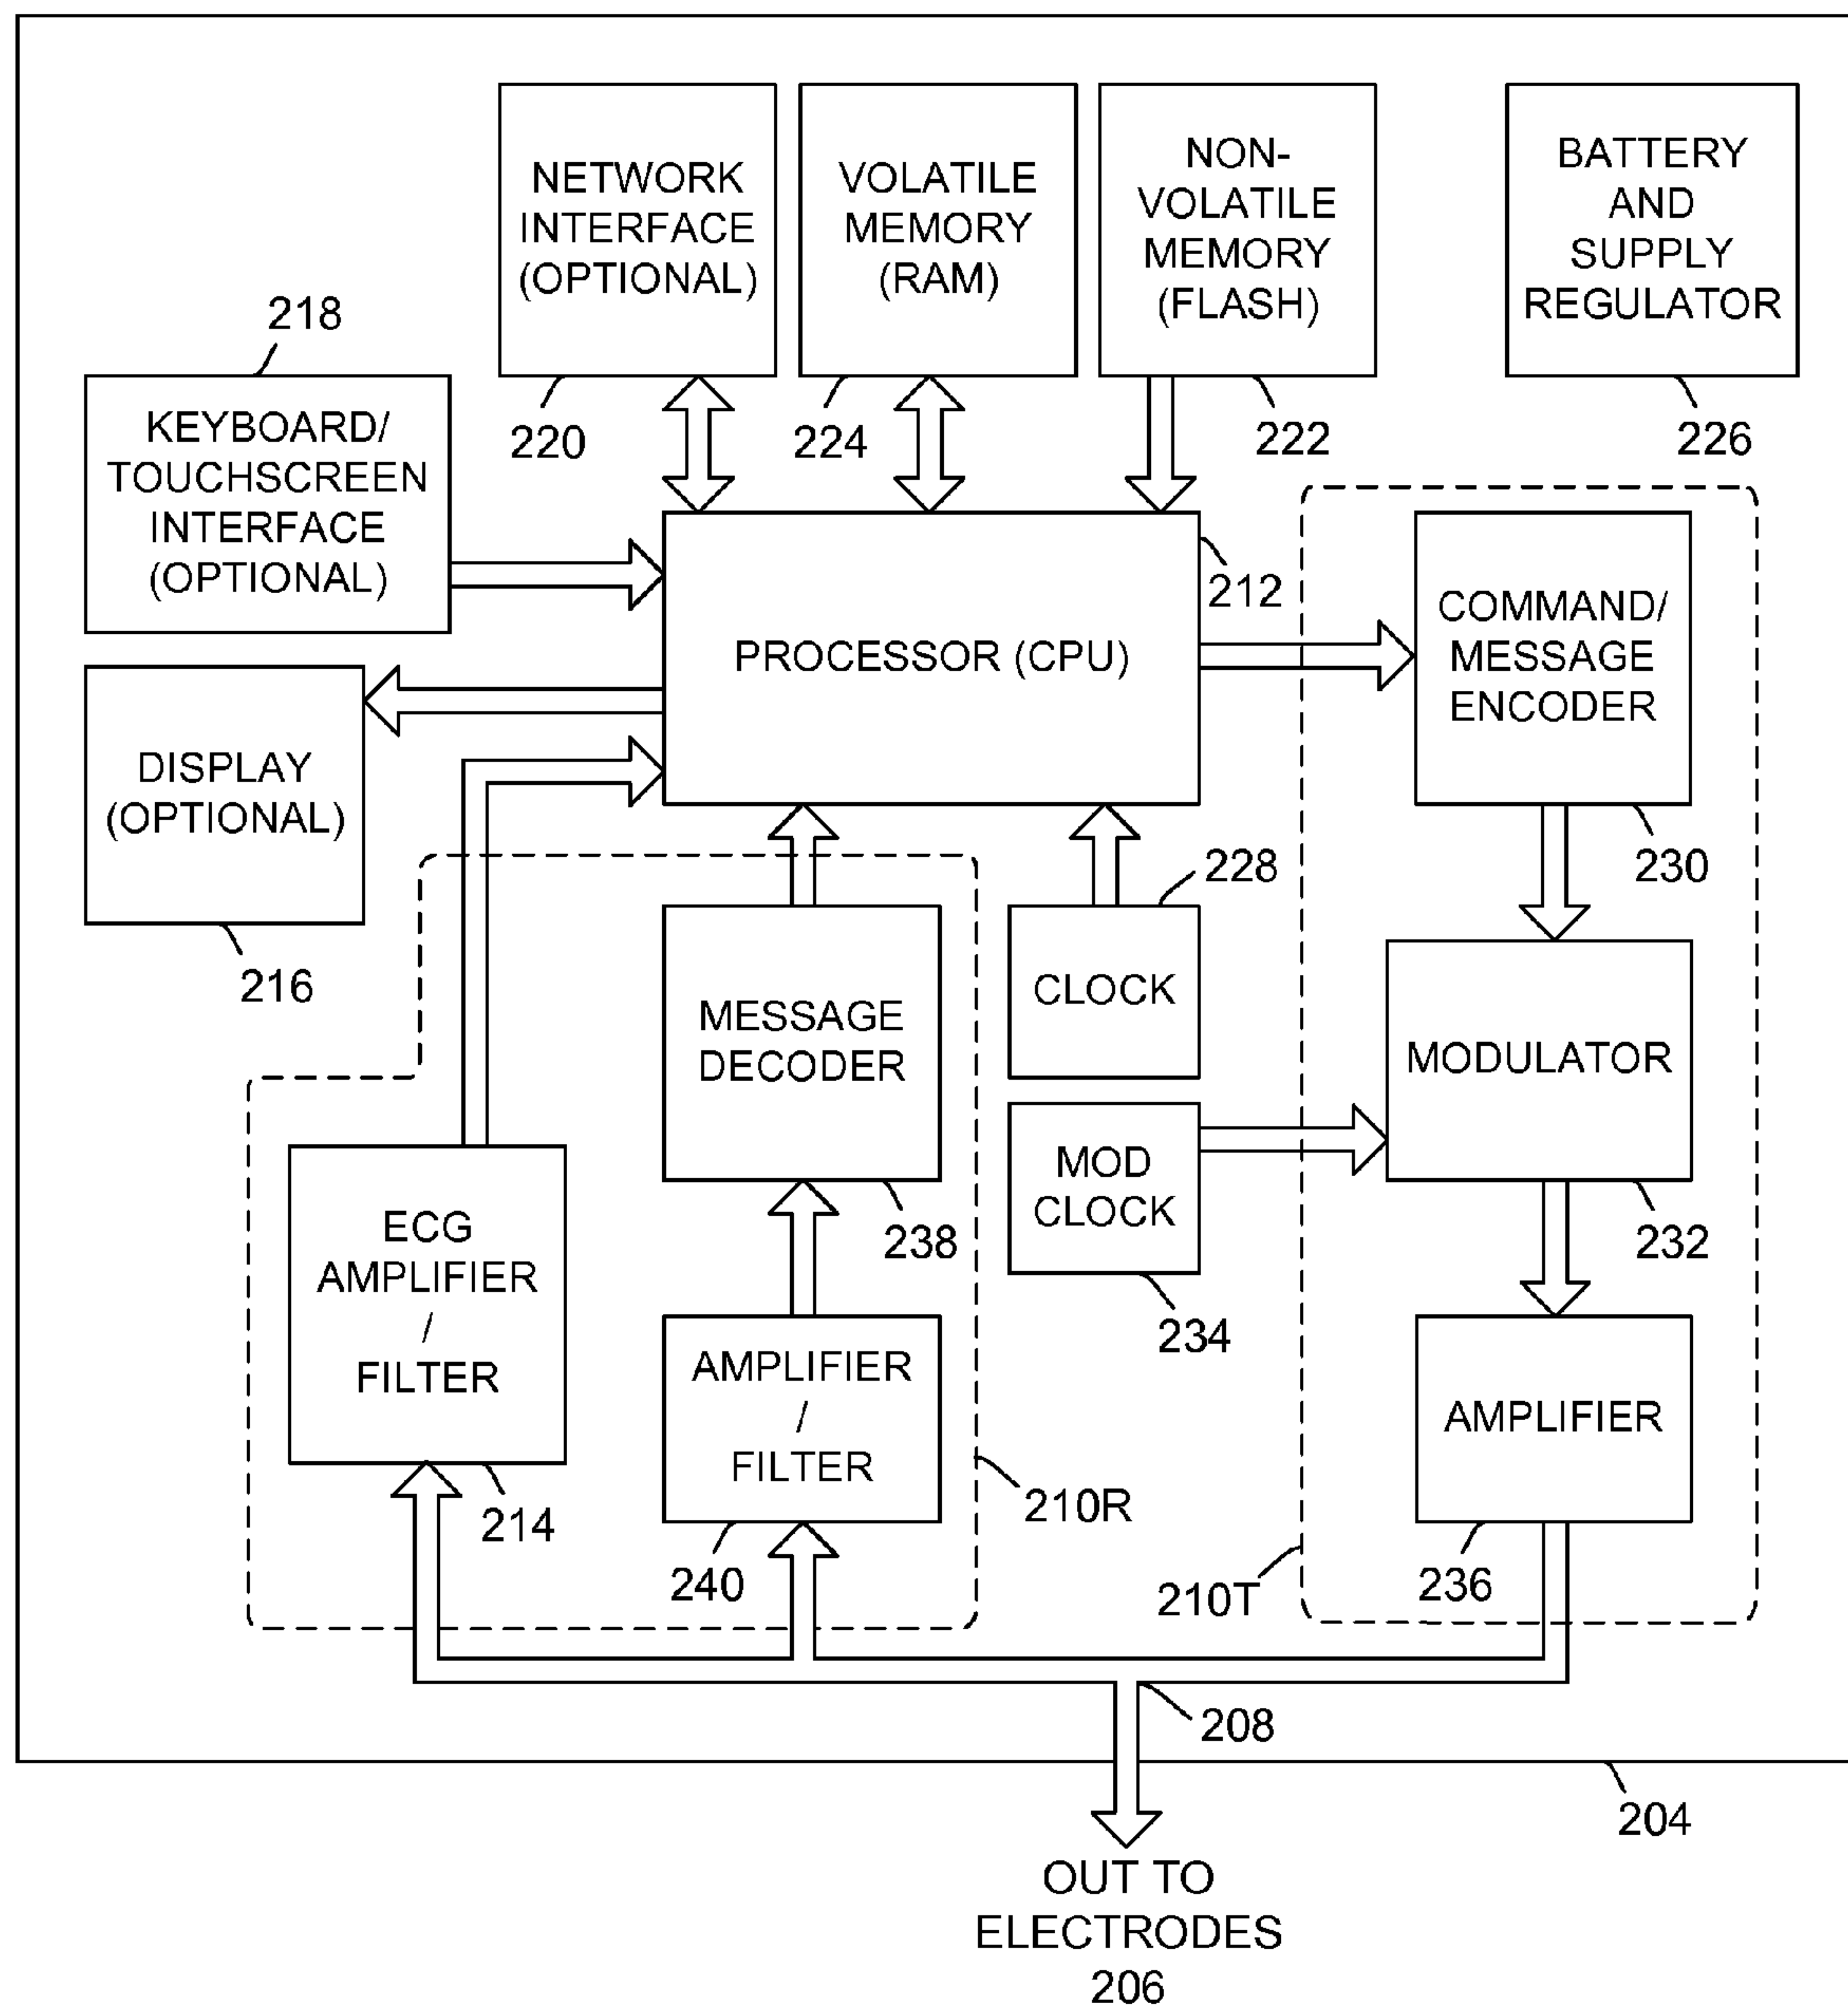 NETWORK
INTERFACE
(OPTIONAL)
220
VOLATILE
MEMORY
(RAM)
224
NON-
VOLATILE
MEMORY
(FLASH)
222
BATTERY
AND
SUPPLY
REGULATOR
226
218
KEYBOARD/
TOUCHSCREEN
INTERFACE
(OPTIONAL)
PROCESSOR (CPU)
212
COMMAND/
MESSAGE
ENCODER
230
DISPLAY
(OPTIONAL)
216
MESSAGE
DECODER
238
228
CLOCK
MODULATOR
232
MOD
CLOCK
234
ECG
AMPLIFIER
/
FILTER
214
AMPLIFIER
/
FILTER
240
210R
AMPLIFIER
236
210T
208
204
OUT TO
ELECTRODES
206